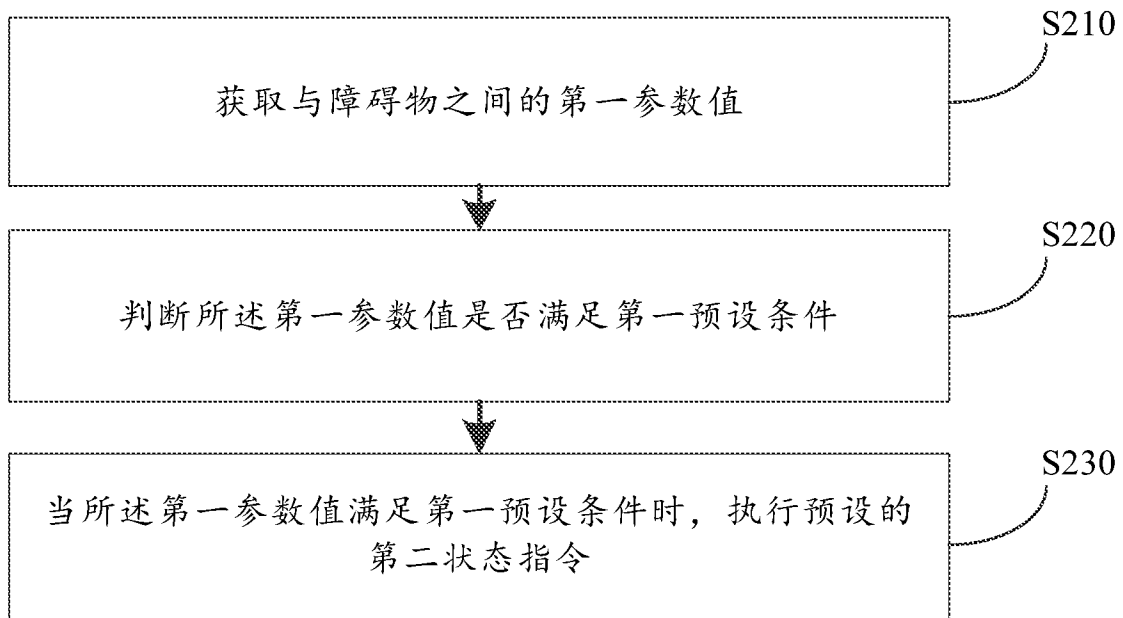 S210
获取与障碍物之间的第一参数值
S220
判断所述第一参数值是否满足第一预设条件
S230
当所述第一参数值满足第一预设条件时，执行预设的
第二状态指令